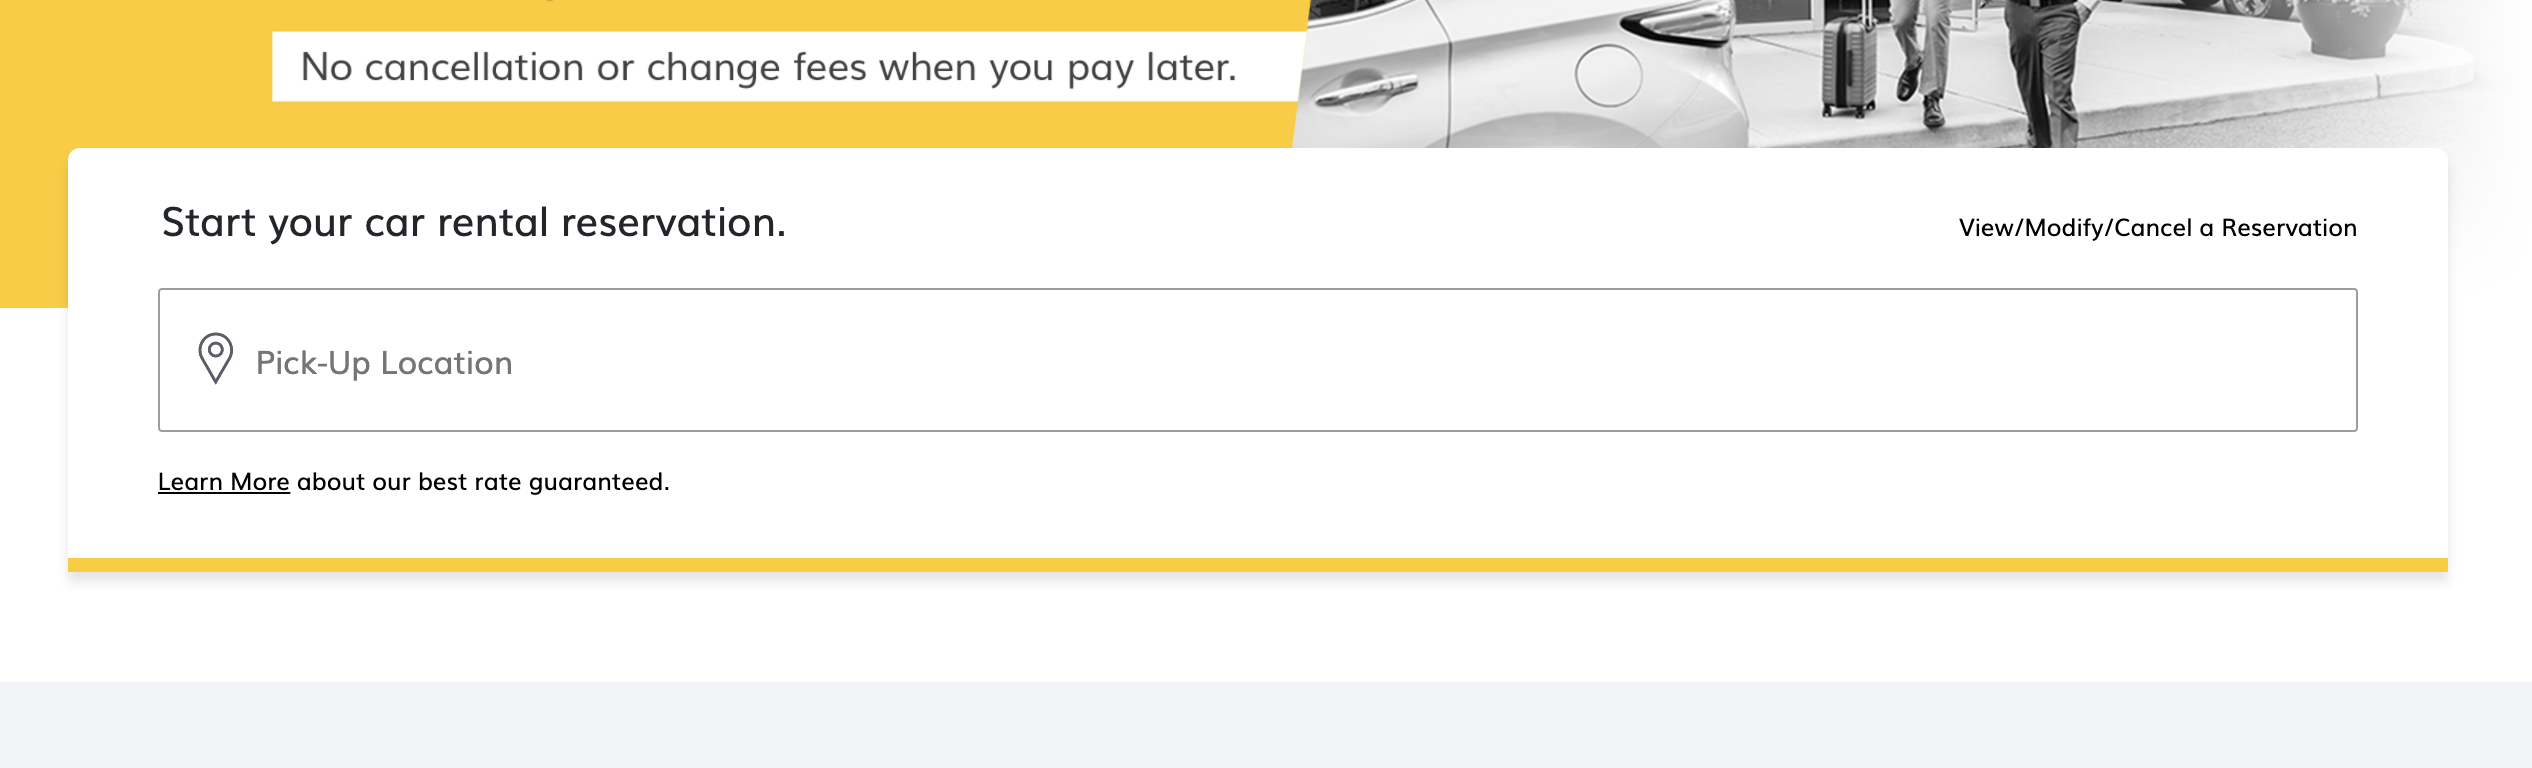 No cancellation or change fees when you pay later.
Start your car rental reservation.
View/Modify/Cancel a Reservation
Pick-Up Location
Learn More about our best rate guaranteed.